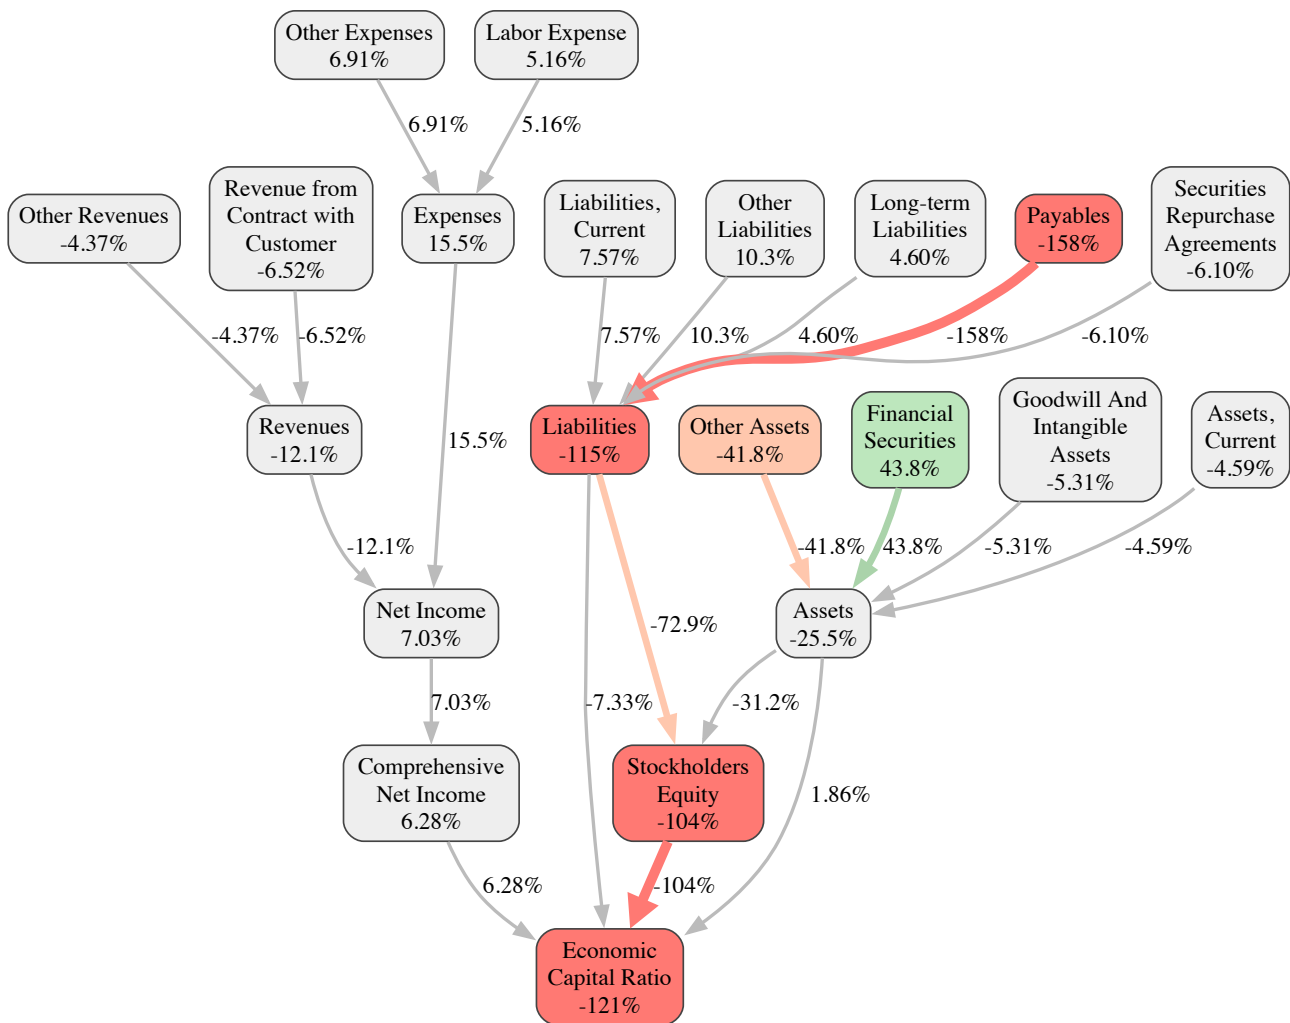 Other Expenses
6.91%
Labor Expense
5.16%
6.91%
5.16%
Other Revenues
-4.37%
Revenue from
Contract with
Customer
-6.52%
Expenses
15.5%
Liabilities,
Current
7.57%
Other
Liabilities
10.3%
Long-term
Liabilities
4.60%
Payables
-158%
Securities
Repurchase
Agreements
-6.10%
-4.37%
-6.52%
7.57%
10.3%
4.60%
-158%
-6.10%
Revenues
-12.1%
15.5%
Liabilities
-115%
Other Assets
-41.8%
Financial
Securities
43.8%
Goodwill And
Intangible
Assets
-5.31%
Assets,
Current
-4.59%
-12.1%
-41.8%
43.8%
-5.31%
-4.59%
Net Income
7.03%
-72.9%
Assets
-25.5%
7.03%
-7.33%
-31.2%
Comprehensive
Net Income
6.28%
Stockholders
Equity
-104%
1.86%
6.28%
-104%
Economic
Capital Ratio
-121%